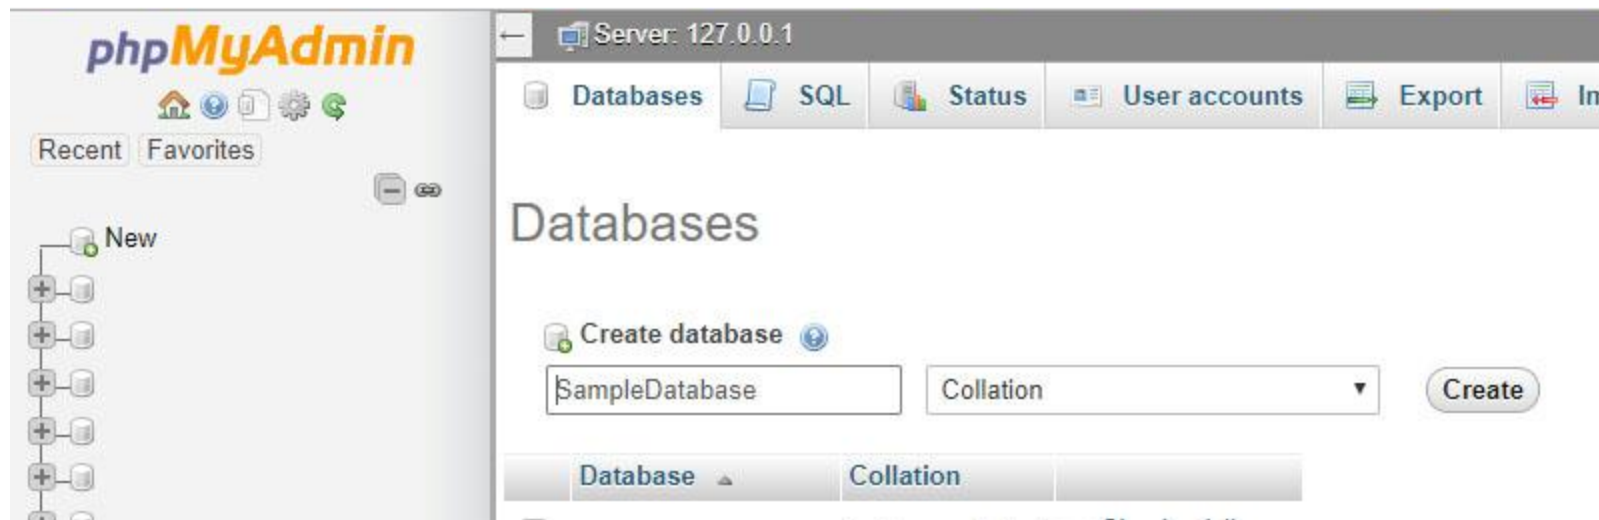 phpMyAdmin
Recent Favorites
New
← Server: 127.0.0.1
Databases SQL Status User accounts Export
Databases
Create database
SampleDatabase Collation Create
Database Collation